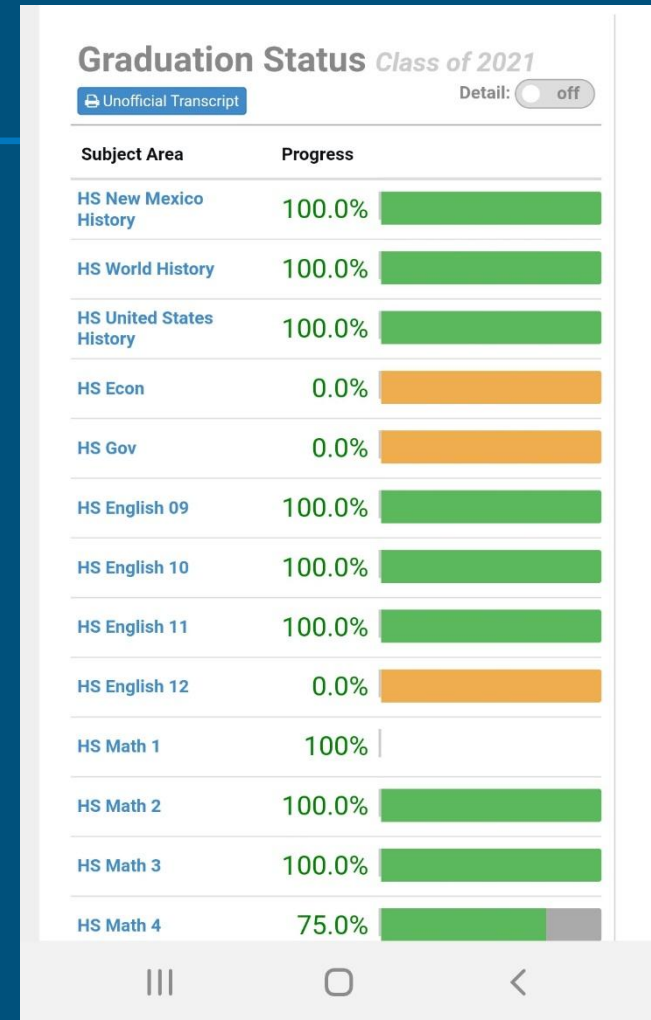 Graduation Status Class of 2021
Unofficial Transcript
Detail: off
Subject Area Progress
HS New Mexico
History
100.0%
HS World History 100.0%
HS United States
History
100.0%
HS Econ 0.0%
HS Gov 0.0%
HS English 09 100.0%
HS English 10 100.0%
HS English 11 100.0%
HS English 12 0.0%
HS Math 1 100%
HS Math 2 100.0%
HS Math 3 100.0%
HS Math 4 75.0%